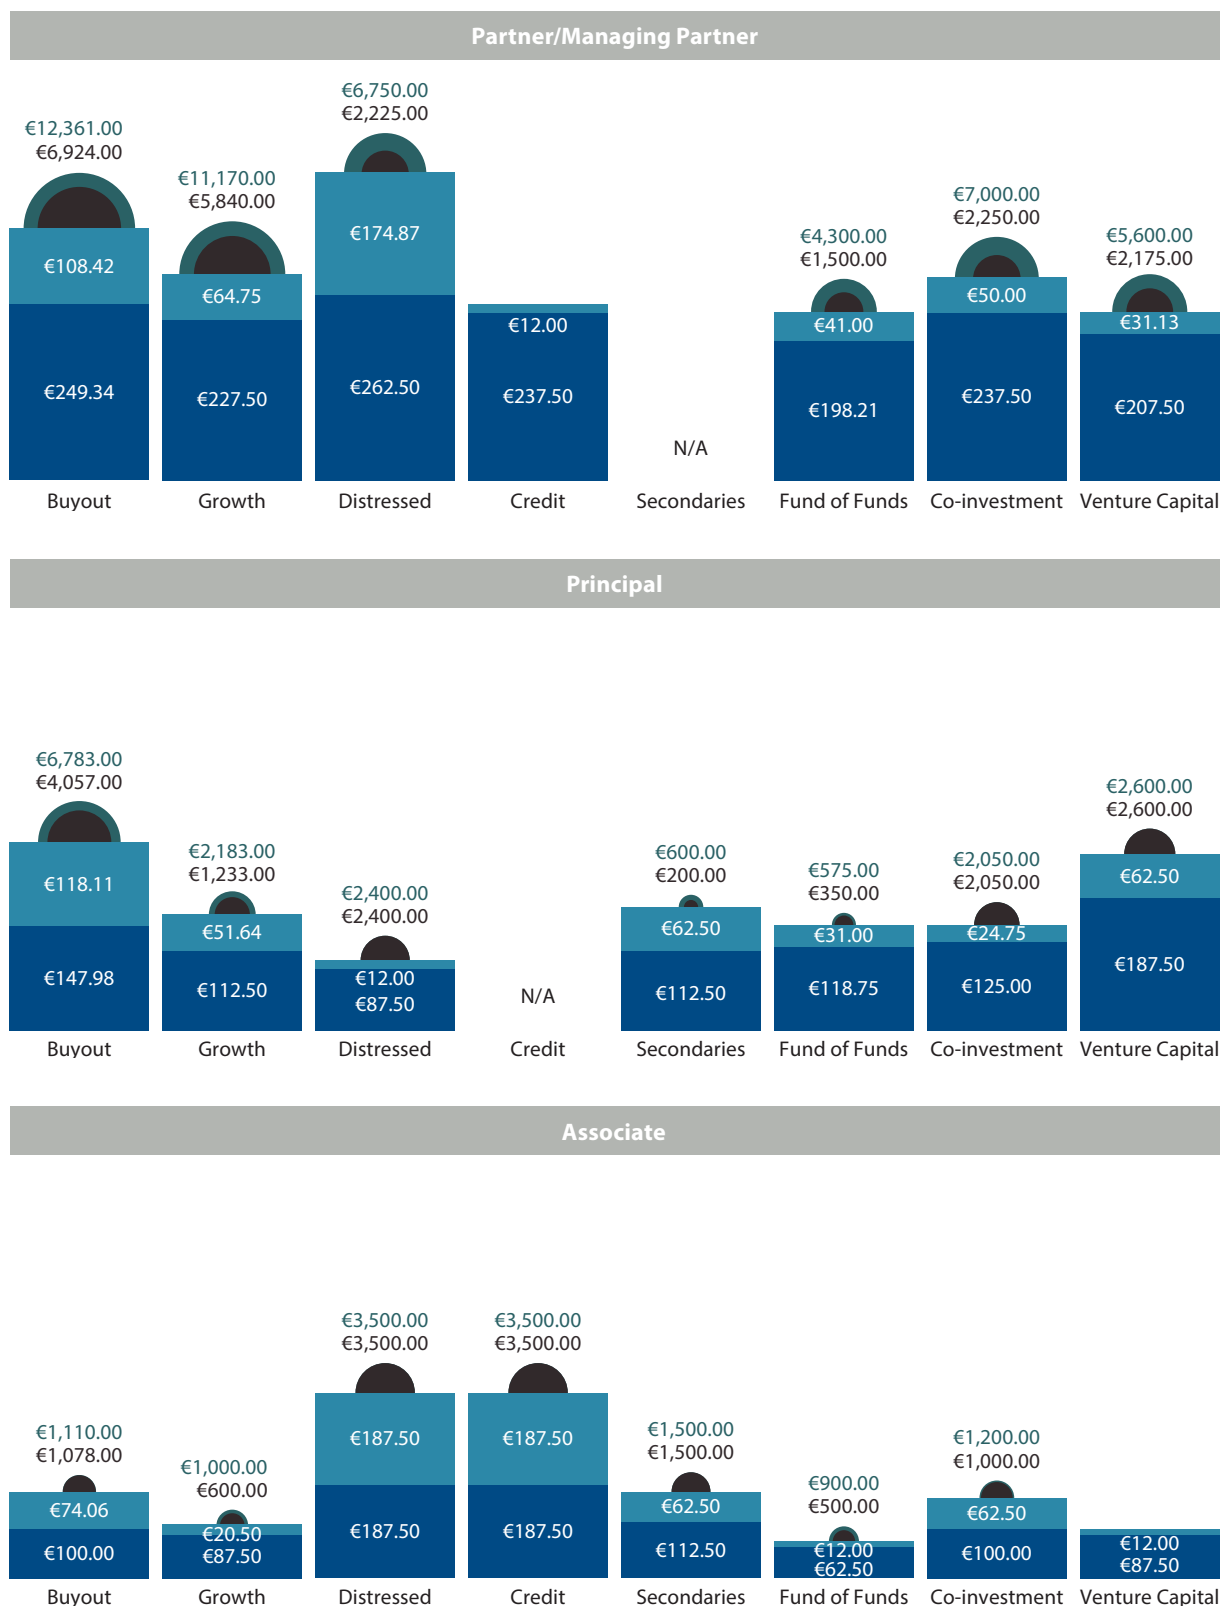 Partner/Managing Partner
€12,361.00
€6,924.00
€108.42
€249.34
Buyout
€11,170.00
€5,840.00
€64.75
€227.50
Growth
€6,750.00
€2,225.00
€174.87
€262.50
Distressed
€12.00
€237.50
Credit
N/A
Secondaries
€4,300.00
€1,500.00
€41.00
€198.21
Fund of Funds
€7,000.00
€2,250.00
€50.00
€237.50
Co-investment
€5,600.00
€2,175.00
€31.13
€207.50
Venture Capital
Principal
€6,783.00
€4,057.00
€118.11
€147.98
Buyout
€2,183.00
€1,233.00
€51.64
€112.50
Growth
€2,400.00
€2,400.00
€12.00
€87.50
Distressed
N/A
Credit
€600.00
€200.00
€62.50
€112.50
Secondaries
€575.00
€350.00
€31.00
€118.75
Fund of Funds
€2,050.00
€2,050.00
€24.75
€125.00
Co-investment
€2,600.00
€2,600.00
€62.50
€187.50
Venture Capital
Associate
€1,110.00
€1,078.00
€74.06
€100.00
Buyout
€1,000.00
€600.00
€20.50
€87.50
Growth
€3,500.00
€3,500.00
€187.50
€187.50
Distressed
€3,500.00
€3,500.00
€187.50
€187.50
Credit
€1,500.00
€1,500.00
€62.50
€112.50
Secondaries
€900.00
€500.00
€12.00
€62.50
Fund of Funds
€1,200.00
€1,000.00
€62.50
€100.00
Co-investment
€12.00
€87.50
Venture Capital